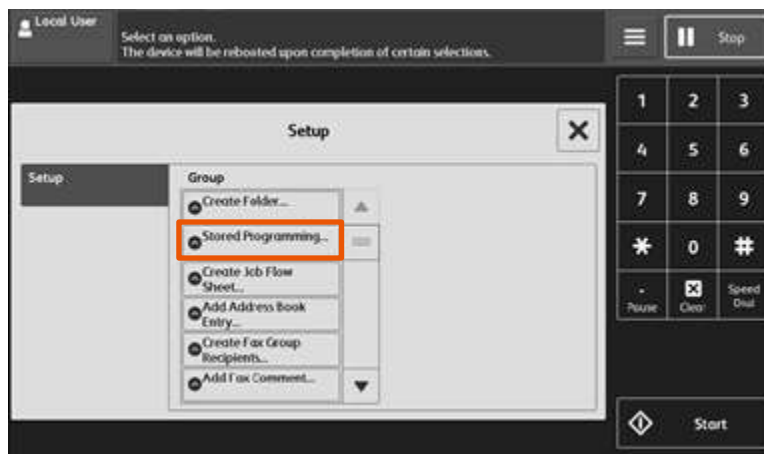 Local User
Select an option.
The device will be rebooted upon completion of certain selections.
Stop
Setup
Setup
Group
Create Folder...
Stored Programming...
Create Job Flow
Sheet...
Add Address Book
Entry...
Create Fax Group
Recipients...
Add Fax Comment...
1 2 3
4 5 6
7 8 9
* 0 #
- Pause
Clear
Speed
Dial
Start